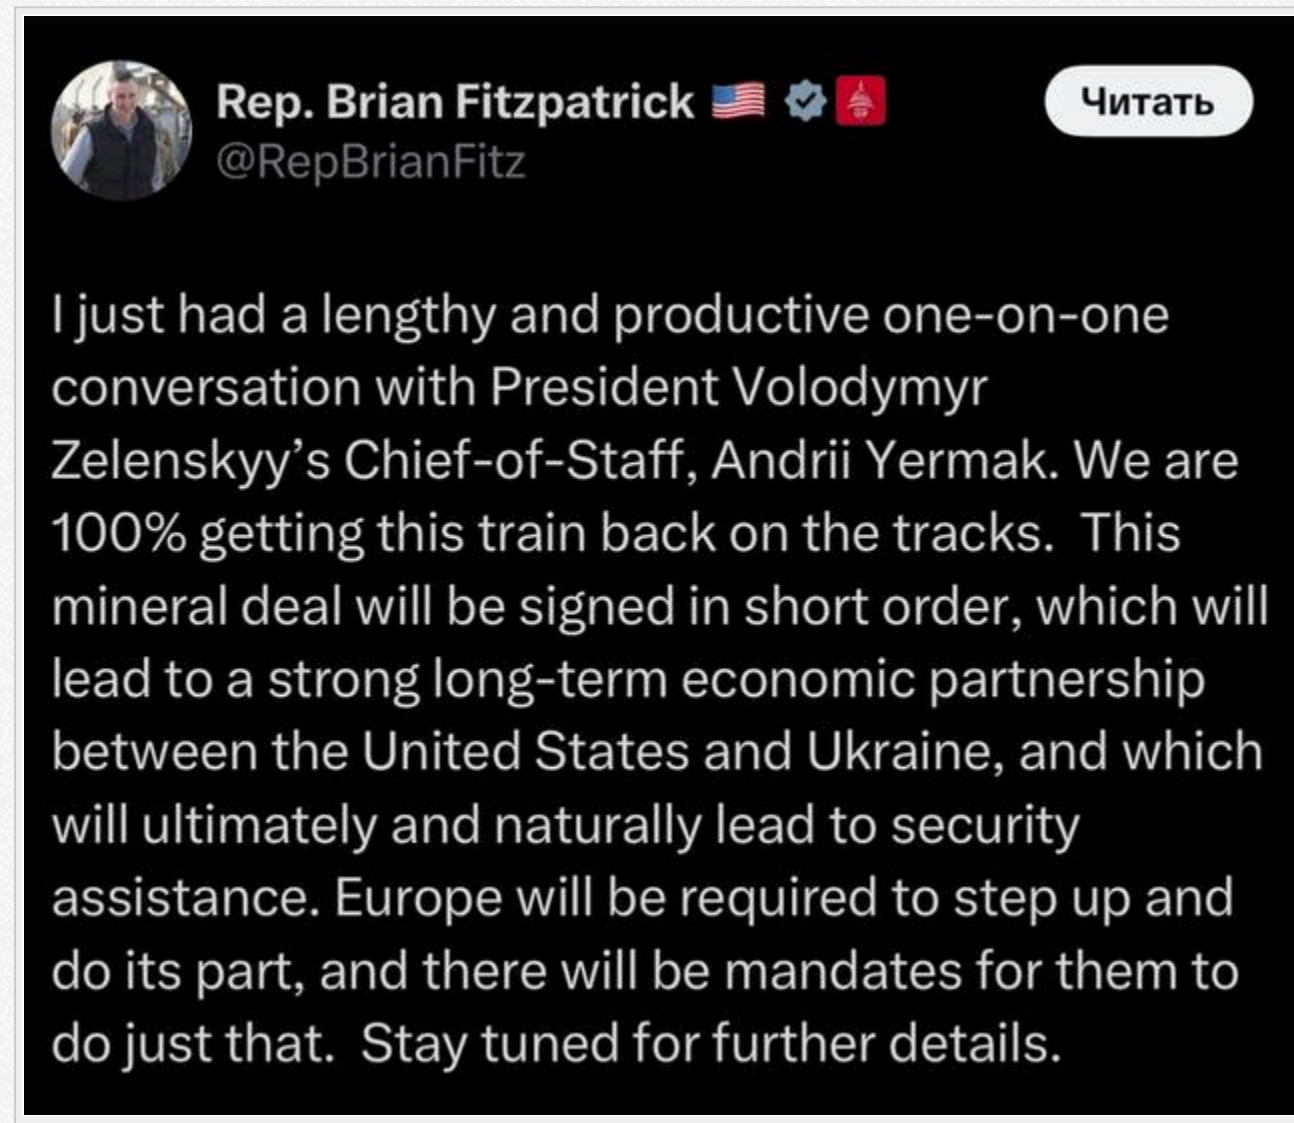 Rep. Brian Fitzpatrick 🇺🇸
@RepBrianFitz
Читать
I just had a lengthy and productive one-on-one
conversation with President Volodymyr
Zelenskyy’s Chief-of-Staff, Andrii Yermak. We are
100% getting this train back on the tracks.  This
mineral deal will be signed in short order, which will
lead to a strong long-term economic partnership
between the United States and Ukraine, and which
will ultimately and naturally lead to security
assistance. Europe will be required to step up and
do its part, and there will be mandates for them to
do just that.  Stay tuned for further details.